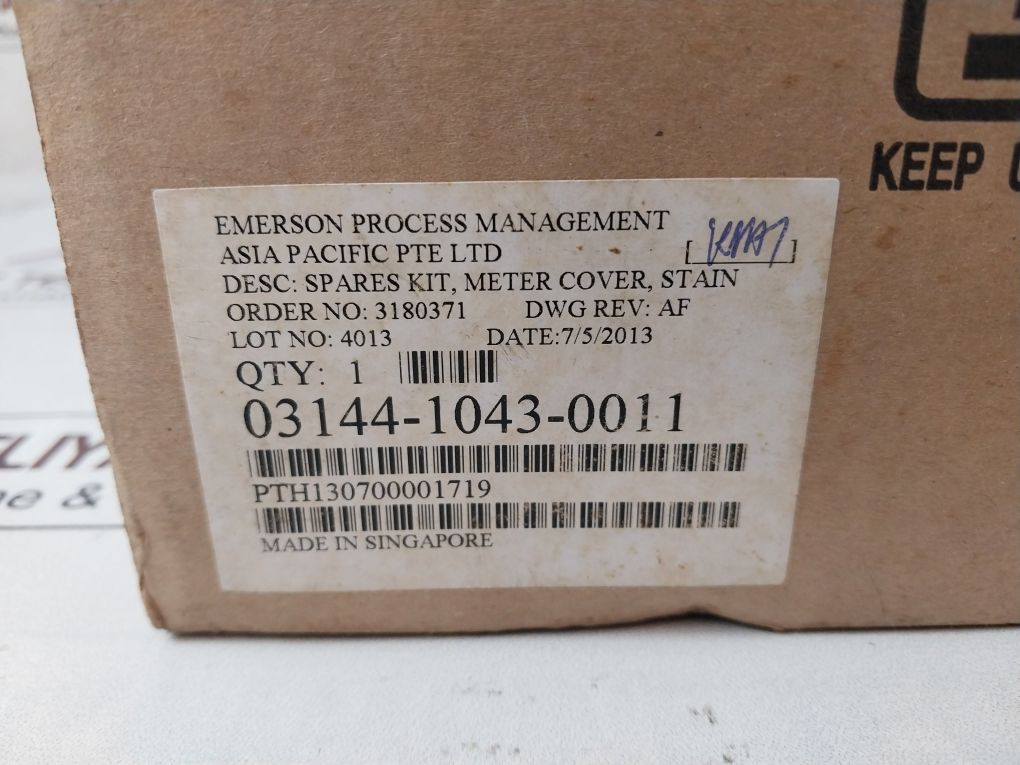 KEEP
EMERSON PROCESS MANAGEMENT
ASIA PACIFIC PTE LTD
DESC: SPARES KIT, METER COVER, STAIN
ORDER NO: 3180371 DWG REV: AF
LOT NO: 4013 DATE:7/5/2013
QTY: 1
03144-1043-0011
PTH130700001719
MADE IN SINGAPORE